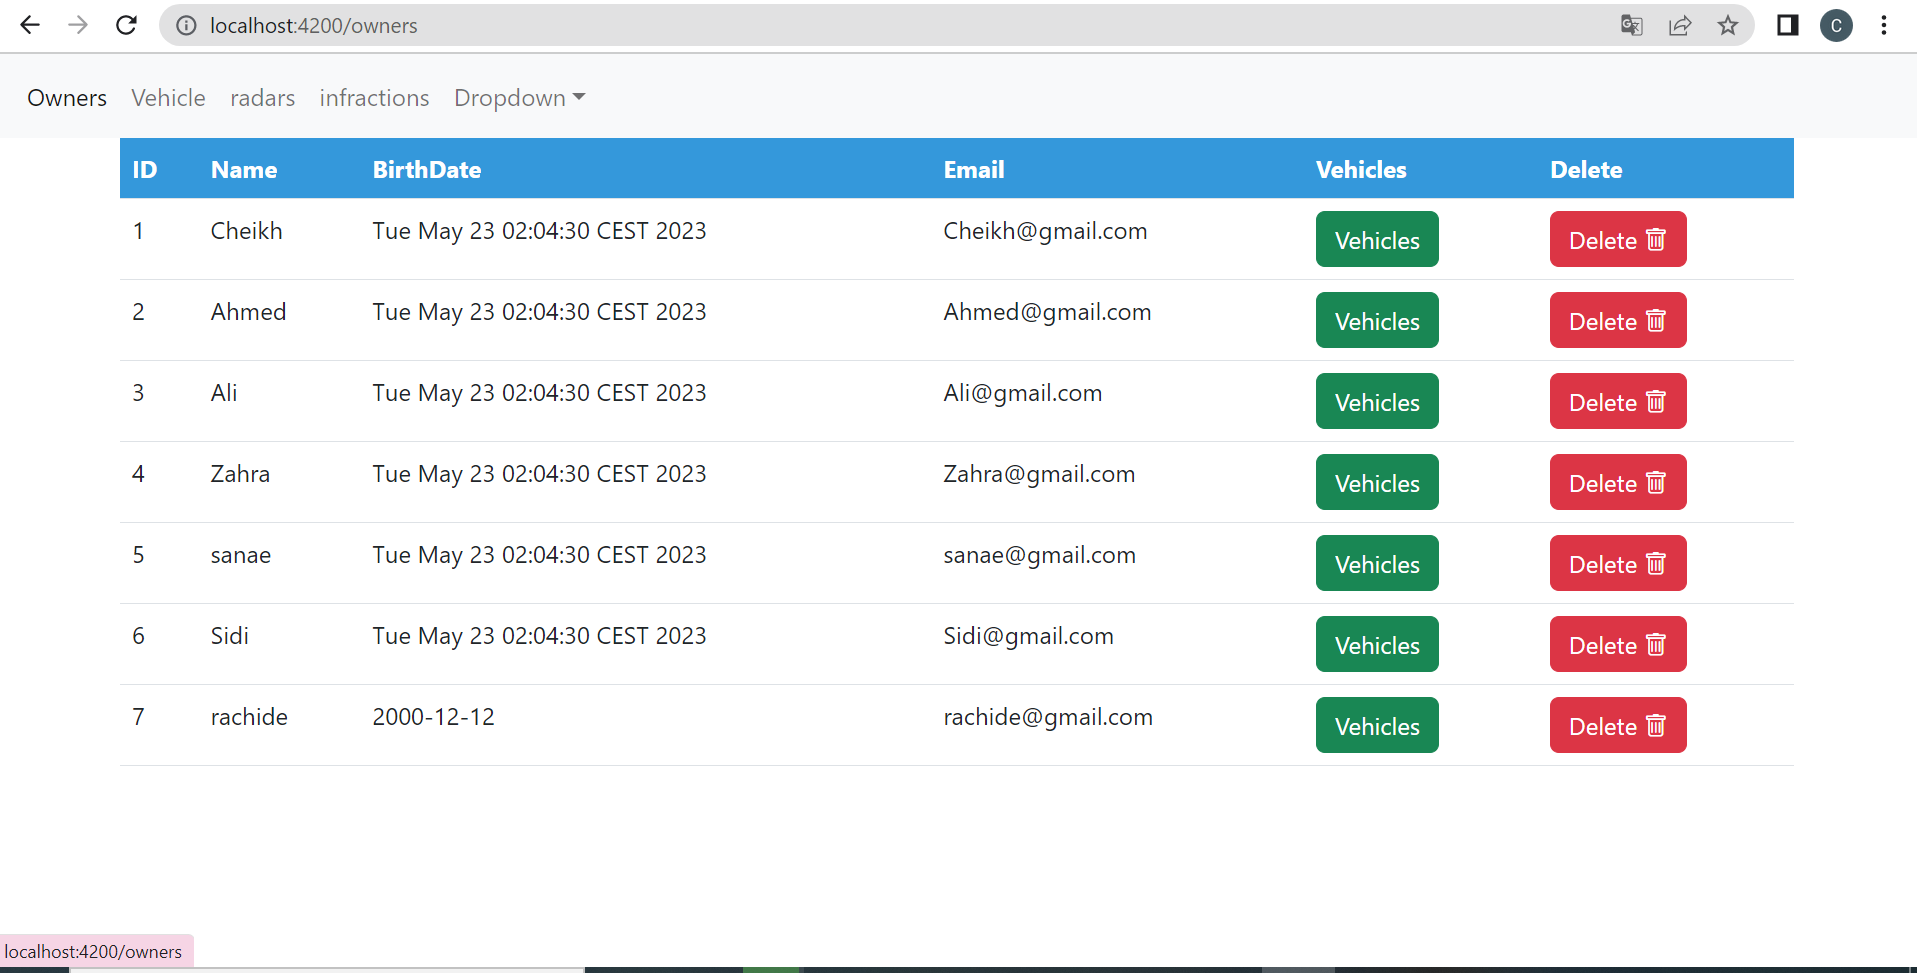 localhost:4200/owners
C
Owners Vehicle radars infractions Dropdown
ID Name BirthDate Email Vehicles Delete
1 Cheikh Tue May 23 02:04:30 CEST 2023 Cheikh@gmail.com Vehicles Delete
2 Ahmed Tue May 23 02:04:30 CEST 2023 Ahmed@gmail.com Vehicles Delete
3 Ali Tue May 23 02:04:30 CEST 2023 Ali@gmail.com Vehicles Delete
4 Zahra Tue May 23 02:04:30 CEST 2023 Zahra@gmail.com Vehicles Delete
5 sanae Tue May 23 02:04:30 CEST 2023 sanae@gmail.com Vehicles Delete
6 Sidi Tue May 23 02:04:30 CEST 2023 Sidi@gmail.com Vehicles Delete
7 rachide 2000-12-12 rachide@gmail.com Vehicles Delete
localhost:4200/owners